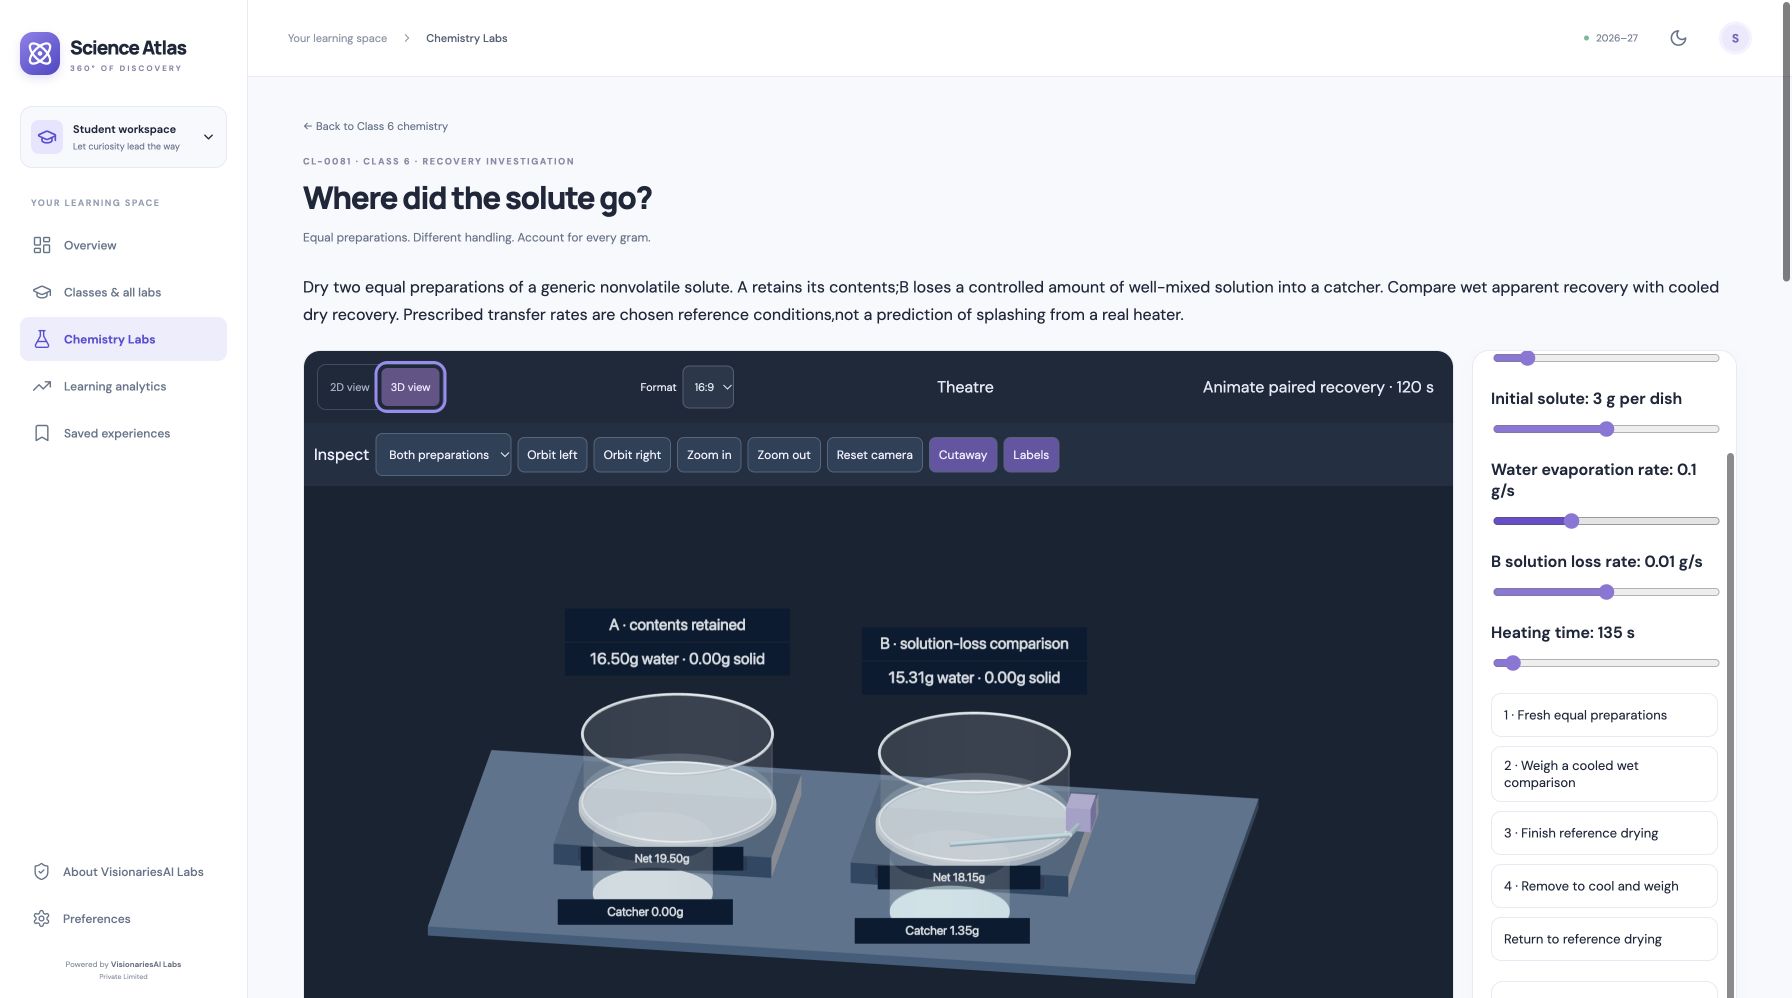 Science Atlas
360° OF DISCOVERY
Student workspace
Let curiosity lead the way
YOUR LEARNING SPACE
Overview
Classes & all labs
Chemistry Labs
Learning analytics
Saved experiences
About VisionariesAI Labs
Preferences
Powered by VisionariesAI Labs
Private Limited
Your learning space > Chemistry Labs
2026–27
S
← Back to Class 6 chemistry
CL-0081 · CLASS 6 · RECOVERY INVESTIGATION
Where did the solute go?
Equal preparations. Different handling. Account for every gram.
Dry two equal preparations of a generic nonvolatile solute. A retains its contents;B loses a controlled amount of well-mixed solution into a catcher. Compare wet apparent recovery with cooled
dry recovery. Prescribed transfer rates are chosen reference conditions,not a prediction of splashing from a real heater.
2D view 3D view Format 16:9 Theatre Animate paired recovery · 120 s
Inspect Both preparations Orbit left Orbit right Zoom in Zoom out Reset camera Cutaway Labels
A · contents retained
16.50g water · 0.00g solid
B · solution-loss comparison
15.31g water · 0.00g solid
Net 19.50g
Catcher 0.00g
Net 18.15g
Catcher 1.35g
Initial solute: 3 g per dish
Water evaporation rate: 0.1
g/s
B solution loss rate: 0.01 g/s
Heating time: 135 s
1 · Fresh equal preparations
2 · Weigh a cooled wet
comparison
3 · Finish reference drying
4 · Remove to cool and weigh
Return to reference drying